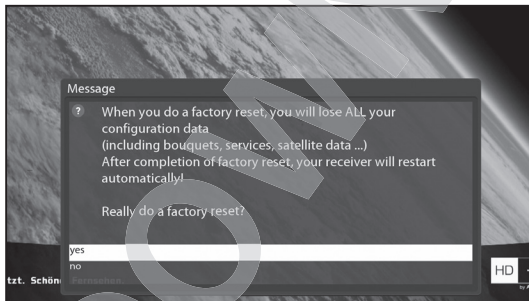 Message
When you do a factory reset, you will lose ALL your
configuration data
(including bouquets, services, satellite data ...)
After completion of factory reset, your receiver will restart
automatically!
Really do a factory reset?
yes
no
tzt. Schön
HD
by